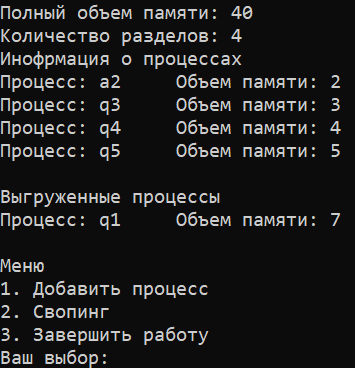 Полный объем памяти: 40
Количество разделов: 4
Инофрмация о процессах
Процесс: a2 Объем памяти: 2
Процесс: q3 Объем памяти: 3
Процесс: q4 Объем памяти: 4
Процесс: q5 Объем памяти: 5
Выгруженные процессы
Процесс: q1 Объем памяти: 7
Меню
1. Добавить процесс
2. Свопинг
3. Завершить работу
Ваш выбор: